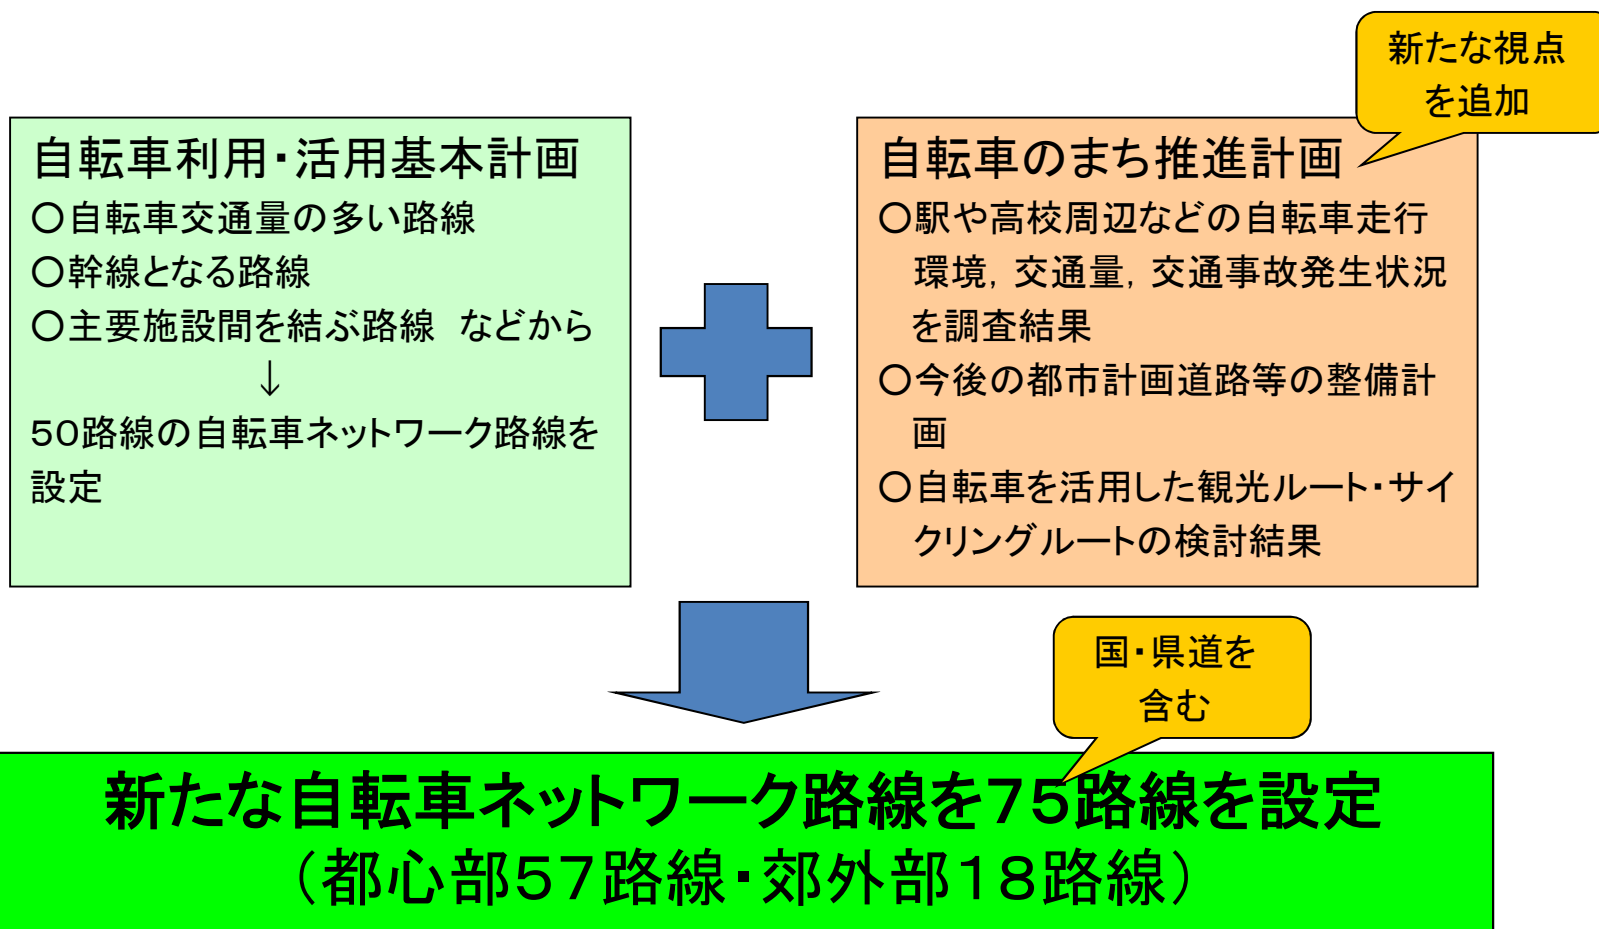 新たな視点
を追加
自転車利用・活用基本計画
○自転車交通量の多い路線
○幹線となる路線
○主要施設間を結ぶ路線　などから
↓
50路線の自転車ネットワーク路線を
設定
自転車のまち推進計画
○駅や高校周辺などの自転車走行
環境，交通量，交通事故発生状況
を調査結果
○今後の都市計画道路等の整備計
画
○自転車を活用した観光ルート・サイ
クリングルートの検討結果
国・県道を
含む
新たな自転車ネットワーク路線を75路線を設定
（都心部57路線・郊外部18路線）